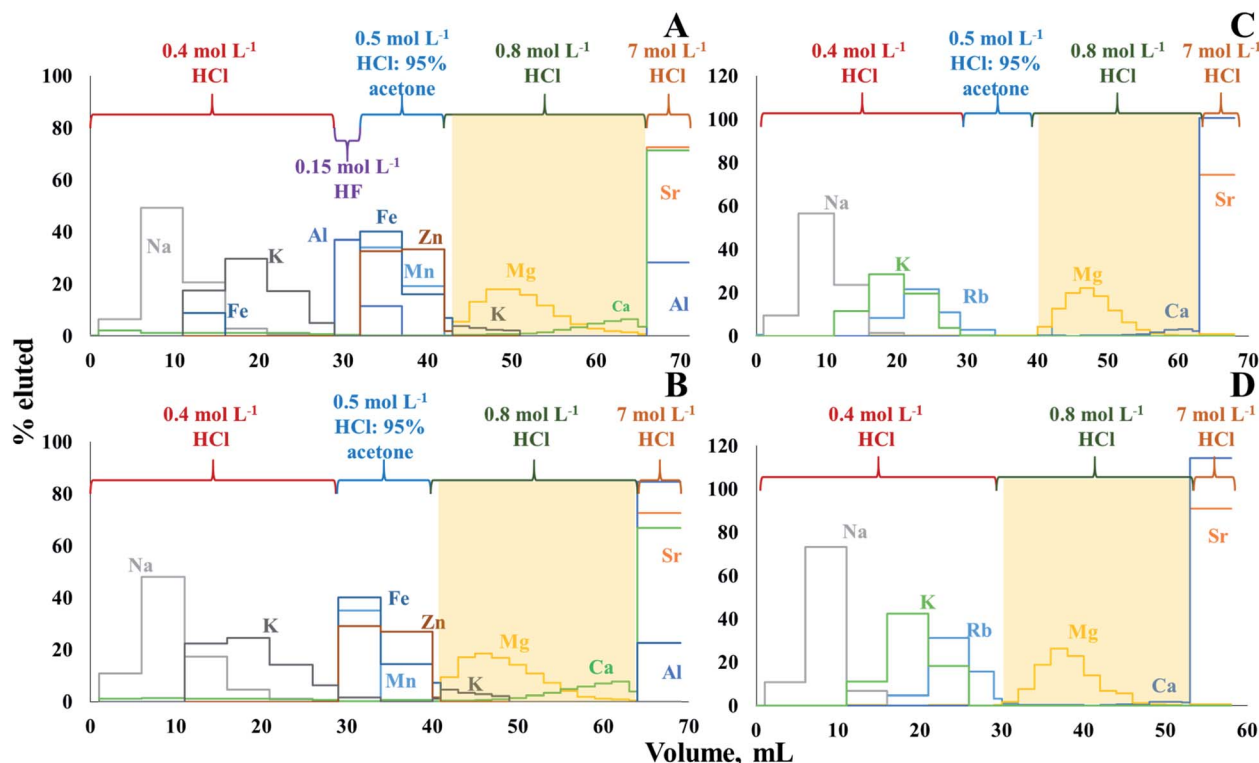 % eluted
A
0.4 mol L⁻¹
HCl
0.5 mol L⁻¹
HCl: 95%
acetone
0.8 mol L⁻¹
HCl
7 mol L⁻¹
HCl
0.15 mol L⁻¹
HF
100
80
60
40
20
0
Na
Fe
K
Al
Fe
Mn
Zn
Mg
K
Ca
Sr
Al
0 10 20 30 40 50 60 70
C
0.4 mol L⁻¹
HCl
0.5 mol L⁻¹
HCl: 95%
acetone
0.8 mol L⁻¹
HCl
7 mol L⁻¹
HCl
120
100
80
60
40
20
0
Na
K
Rb
Mg
Ca
Sr
0 10 20 30 40 50 60 70
B
0.4 mol L⁻¹
HCl
0.5 mol L⁻¹
HCl: 95%
acetone
0.8 mol L⁻¹
HCl
7 mol L⁻¹
HCl
100
80
60
40
20
0
Na
K
Fe
Mn
Zn
Mg
K
Ca
Sr
Al
0 10 20 30 40 50 60 70
D
0.4 mol L⁻¹
HCl
0.8 mol L⁻¹
HCl
7 mol L⁻¹
HCl
120
100
80
60
40
20
0
Na
K
Rb
Mg
Ca
Sr
0 10 20 30 40 50 60
Volume, mL